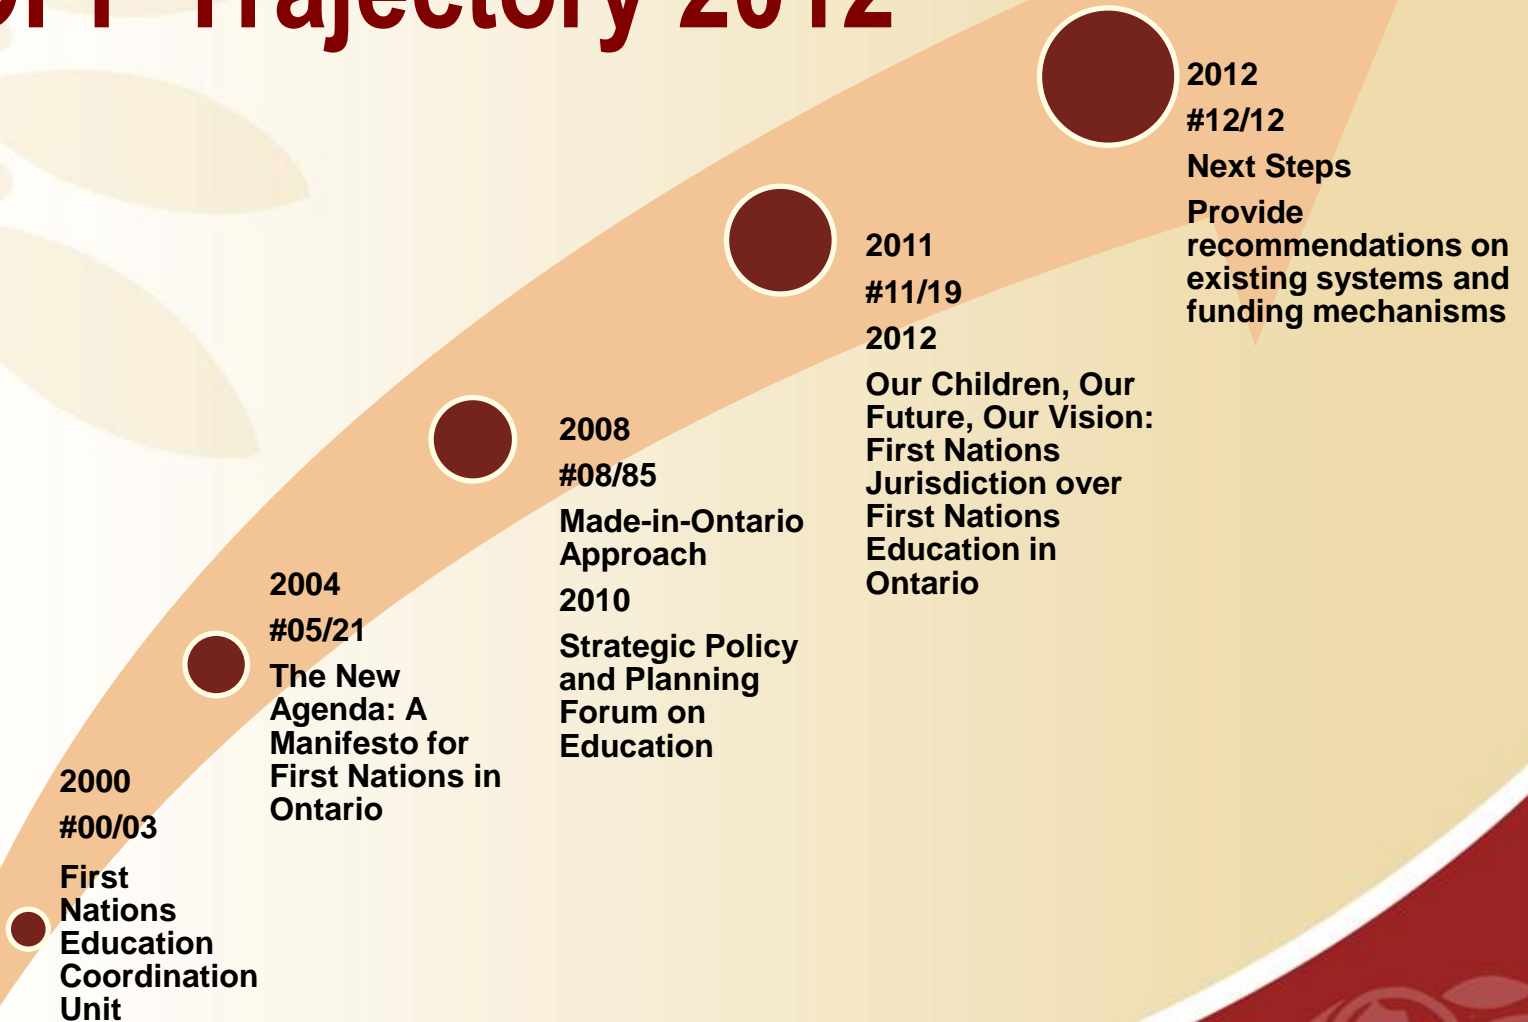 Trajectory 2012
2012
#12/12
Next Steps
Provide
recommendations on
existing systems and
funding mechanisms
2011
#11/19
2012
Our Children, Our
Future, Our Vision:
First Nations
Jurisdiction over
First Nations
Education in
Ontario
2008
#08/85
Made-in-Ontario
Approach
2010
Strategic Policy
and Planning
Forum on
Education
2004
#05/21
The New
Agenda: A
Manifesto for
First Nations in
Ontario
2000
#00/03
First
Nations
Education
Coordination
Unit